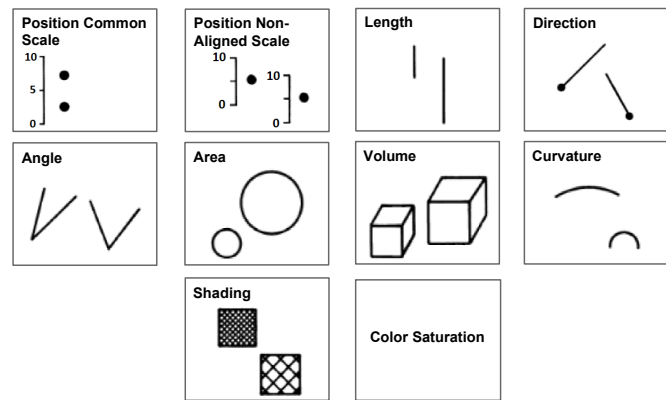 Position Common
Scale
10
5
0
Position Non-
Aligned Scale
10
0
10
0
Length
Direction
Angle
Area
Volume
Curvature
Shading
Color Saturation